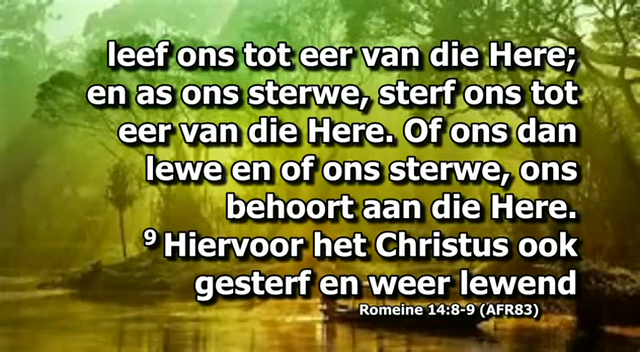 leef ons tot eer van die Here;
en as ons sterwe, sterf ons tot
eer van die Here. Of ons dan
lewe en of ons sterwe, ons
behoort aan die Here.
9 Hiervoor het Christus ook
gesterf en weer lewend
Romeine 14:8-9 (AFR83)